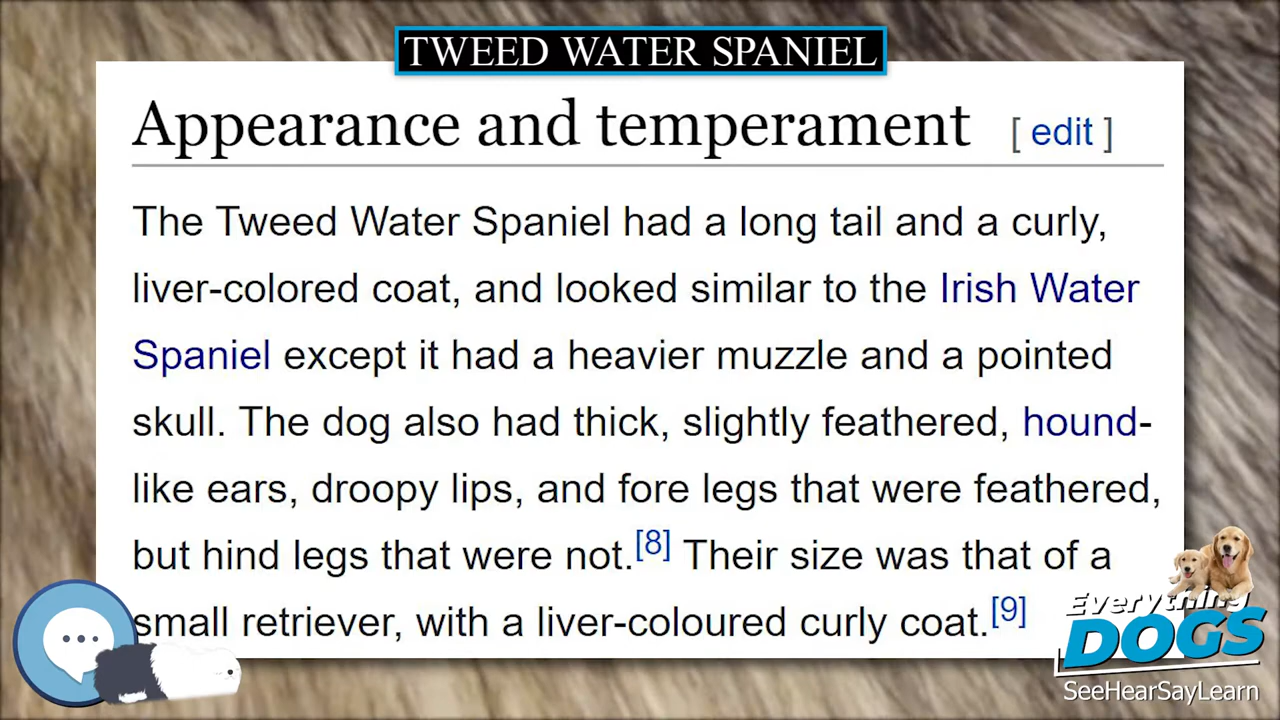 TWEED WATER SPANIEL
Appearance and temperament [ edit ]
The Tweed Water Spaniel had a long tail and a curly,
liver-colored coat, and looked similar to the Irish Water
Spaniel except it had a heavier muzzle and a pointed
skull. The dog also had thick, slightly feathered, hound-
like ears, droopy lips, and fore legs that were feathered,
but hind legs that were not.[8] Their size was that of a
small retriever, with a liver-coloured curly coat.[9]
Everything
DOGS
SeeHearSayLearn